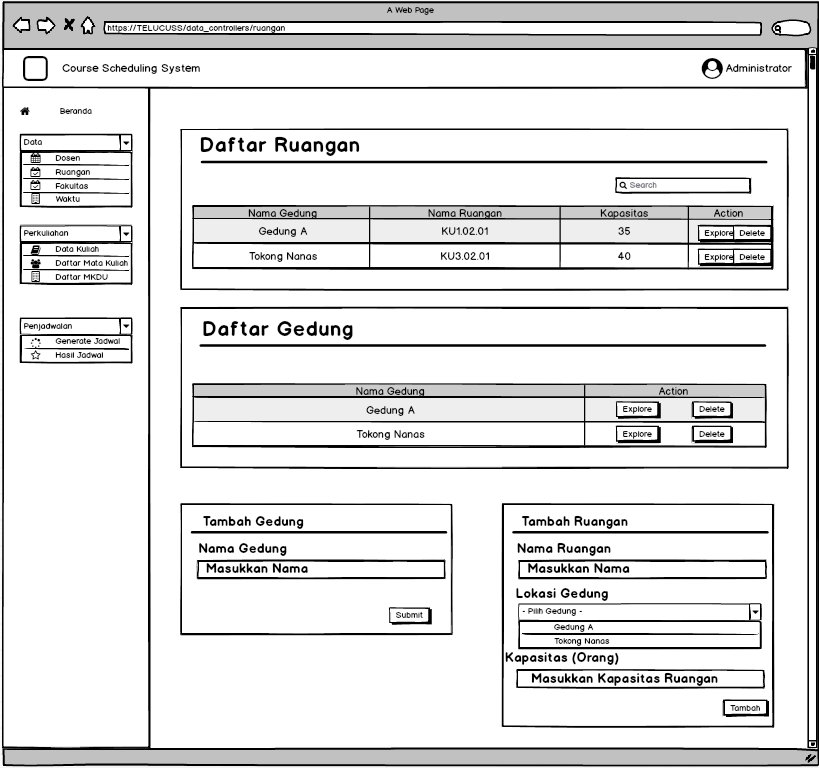 A Web Page
https://TELUCUSS/data_controllers/ruangan
Course Scheduling System
Administrator
Beranda
Data
Dosen
Ruangan
Fakultas
Waktu
Perkuliahan
Data Kuliah
Daftar Mata Kuliah
Daftar MKDU
Penjadwalan
Generate Jadwal
Hasil Jadwal
Daftar Ruangan
Search
Nama Gedung Nama Ruangan Kapasitas Action
Gedung A KU1.02.01 35 Explore Delete
Tokong Nanas KU3.02.01 40 Explore Delete
Daftar Gedung
Nama Gedung Action
Gedung A Explore Delete
Tokong Nanas Explore Delete
Tambah Gedung
Nama Gedung
Masukkan Nama
Submit
Tambah Ruangan
Nama Ruangan
Masukkan Nama
Lokasi Gedung
- Pilih Gedung -
Gedung A
Tokong Nanas
Kapasitas (Orang)
Masukkan Kapasitas Ruangan
Tambah